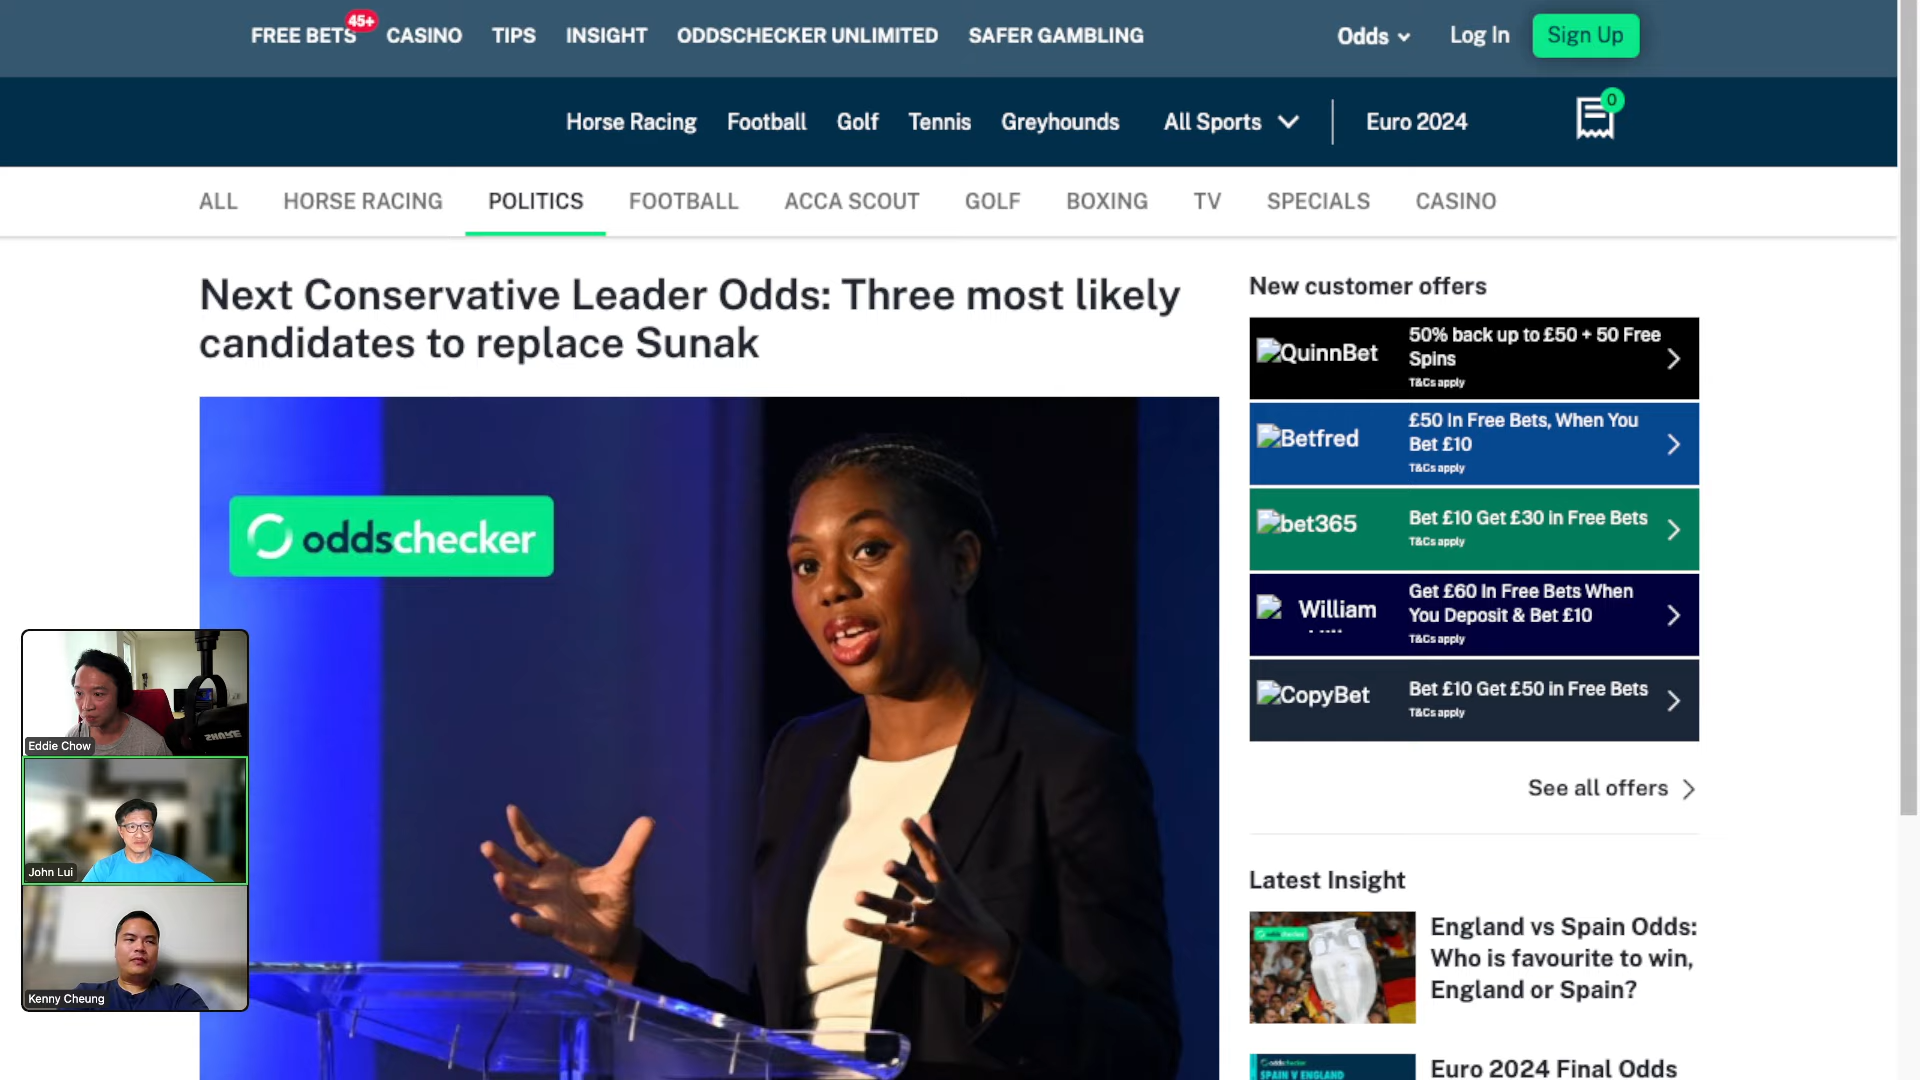 FREE BETS
45+
CASINO
TIPS
INSIGHT
ODDSCHECKER UNLIMITED
SAFER GAMBLING
Odds
Log In
Sign Up
Horse Racing
Football
Golf
Tennis
Greyhounds
All Sports
Euro 2024
0
ALL
HORSE RACING
POLITICS
FOOTBALL
ACCA SCOUT
GOLF
BOXING
TV
SPECIALS
CASINO
Next Conservative Leader Odds: Three most likely
candidates to replace Sunak
oddschecker
Eddie Chow
SHURE
John Lui
Kenny Cheung
New customer offers
QuinnBet
50% back up to £50 + 50 Free
Spins
T&Cs apply
Betfred
£50 In Free Bets, When You
Bet £10
T&Cs apply
bet365
Bet £10 Get £30 in Free Bets
T&Cs apply
William
Get £60 In Free Bets When
You Deposit & Bet £10
T&Cs apply
CopyBet
Bet £10 Get £50 in Free Bets
T&Cs apply
See all offers
Latest Insight
England vs Spain Odds:
Who is favourite to win,
England or Spain?
oddschecker
SPAIN V ENGLAND
Euro 2024 Final Odds